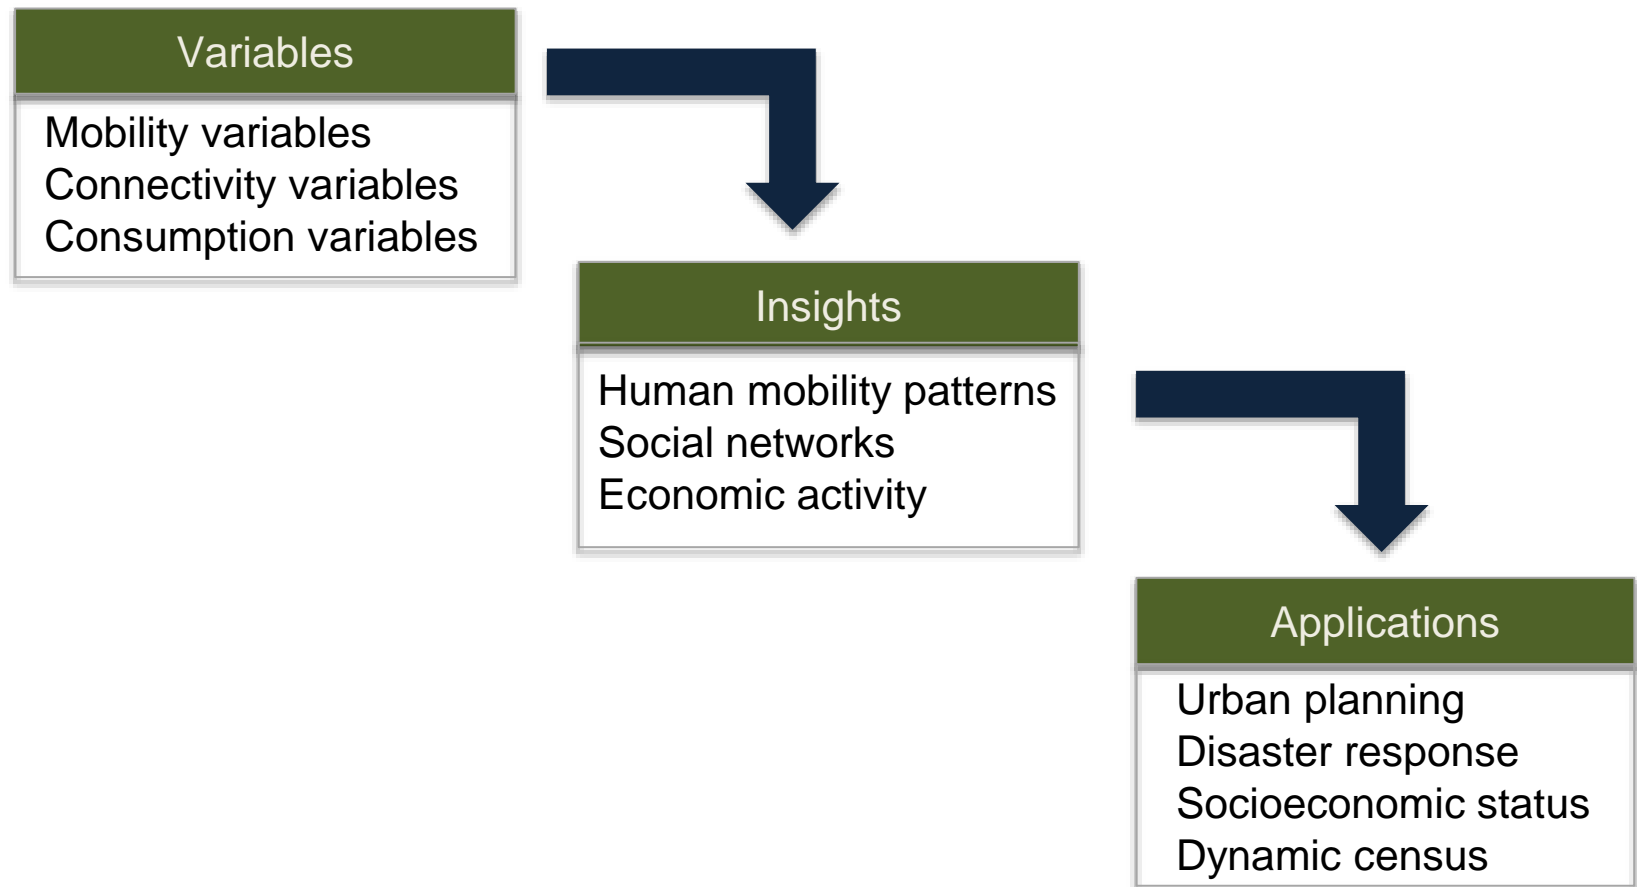 Variables
Mobility variables
Connectivity variables
Consumption variables
Insights
Human mobility patterns
Social networks
Economic activity
Applications
Urban planning
Disaster response
Socioeconomic status
Dynamic census